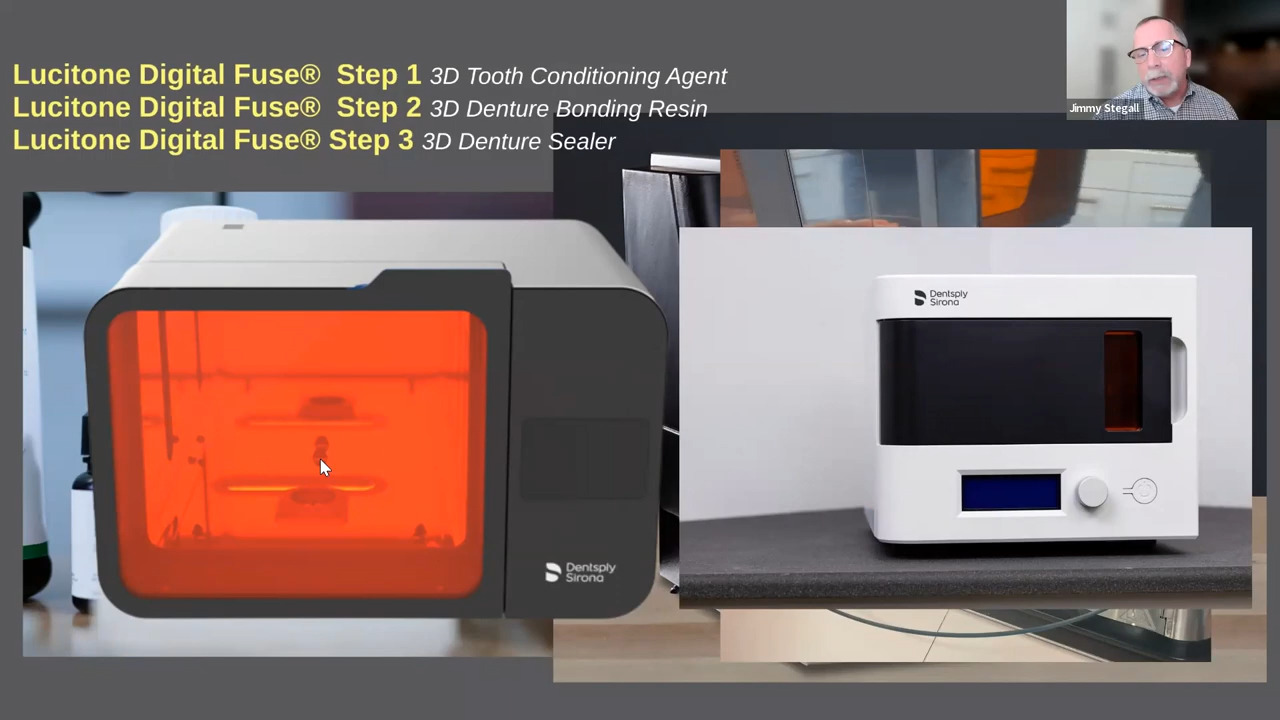 Lucitone Digital Fuse® Step 1 3D Tooth Conditioning Agent
Lucitone Digital Fuse® Step 2 3D Denture Bonding Resin
Lucitone Digital Fuse® Step 3 3D Denture Sealer
Jimmy Stegall
Dentsply
Sirona
Dentsply
Sirona